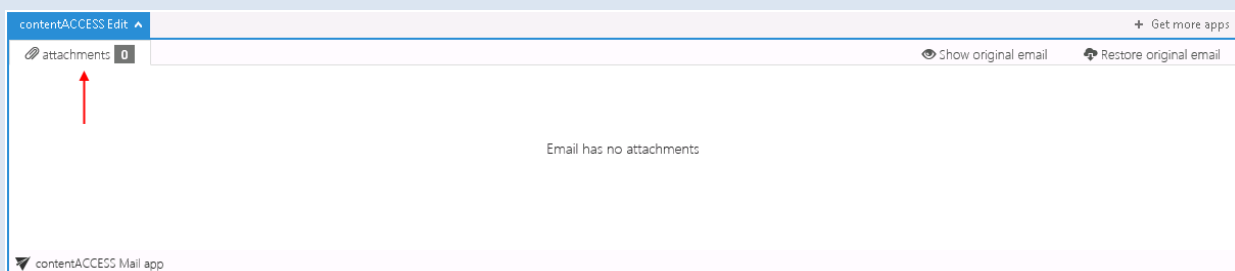 contentACCESS Edit + Get more apps
attachments 0 Show original email Restore original email
Email has no attachments
contentACCESS Mail app